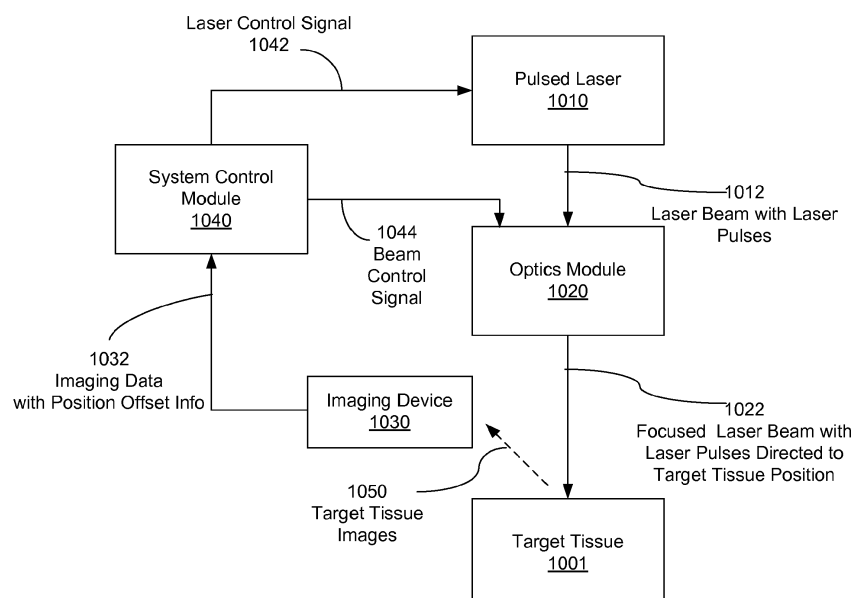 Laser Control Signal
1042
Pulsed Laser
1010
System Control
Module
1040
1012
Laser Beam with Laser
Pulses
1044
Beam
Control
Signal
Optics Module
1020
1032
Imaging Data
with Position Offset Info
Imaging Device
1030
1022
Focused Laser Beam with
Laser Pulses Directed to
Target Tissue Position
1050
Target Tissue
Images
Target Tissue
1001